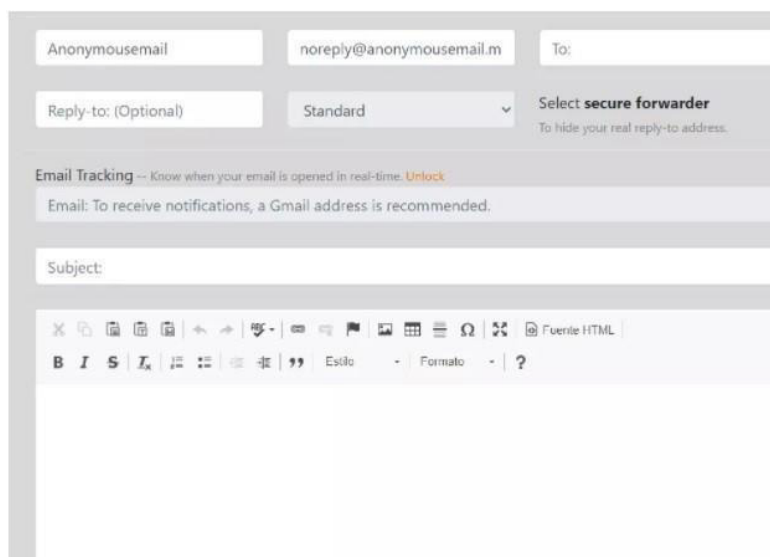 Anonymousemail noreply@anonymousemail.m To:
Reply-to: (Optional) Standard Select secure forwarder
To hide your real reply-to address.
Email Tracking -- Know when your email is opened in real-time. Unlock
Email: To receive notifications, a Gmail address is recommended.
Subject:
ABC Ω Fuente HTML
B I S Ix Estilo Formato ?